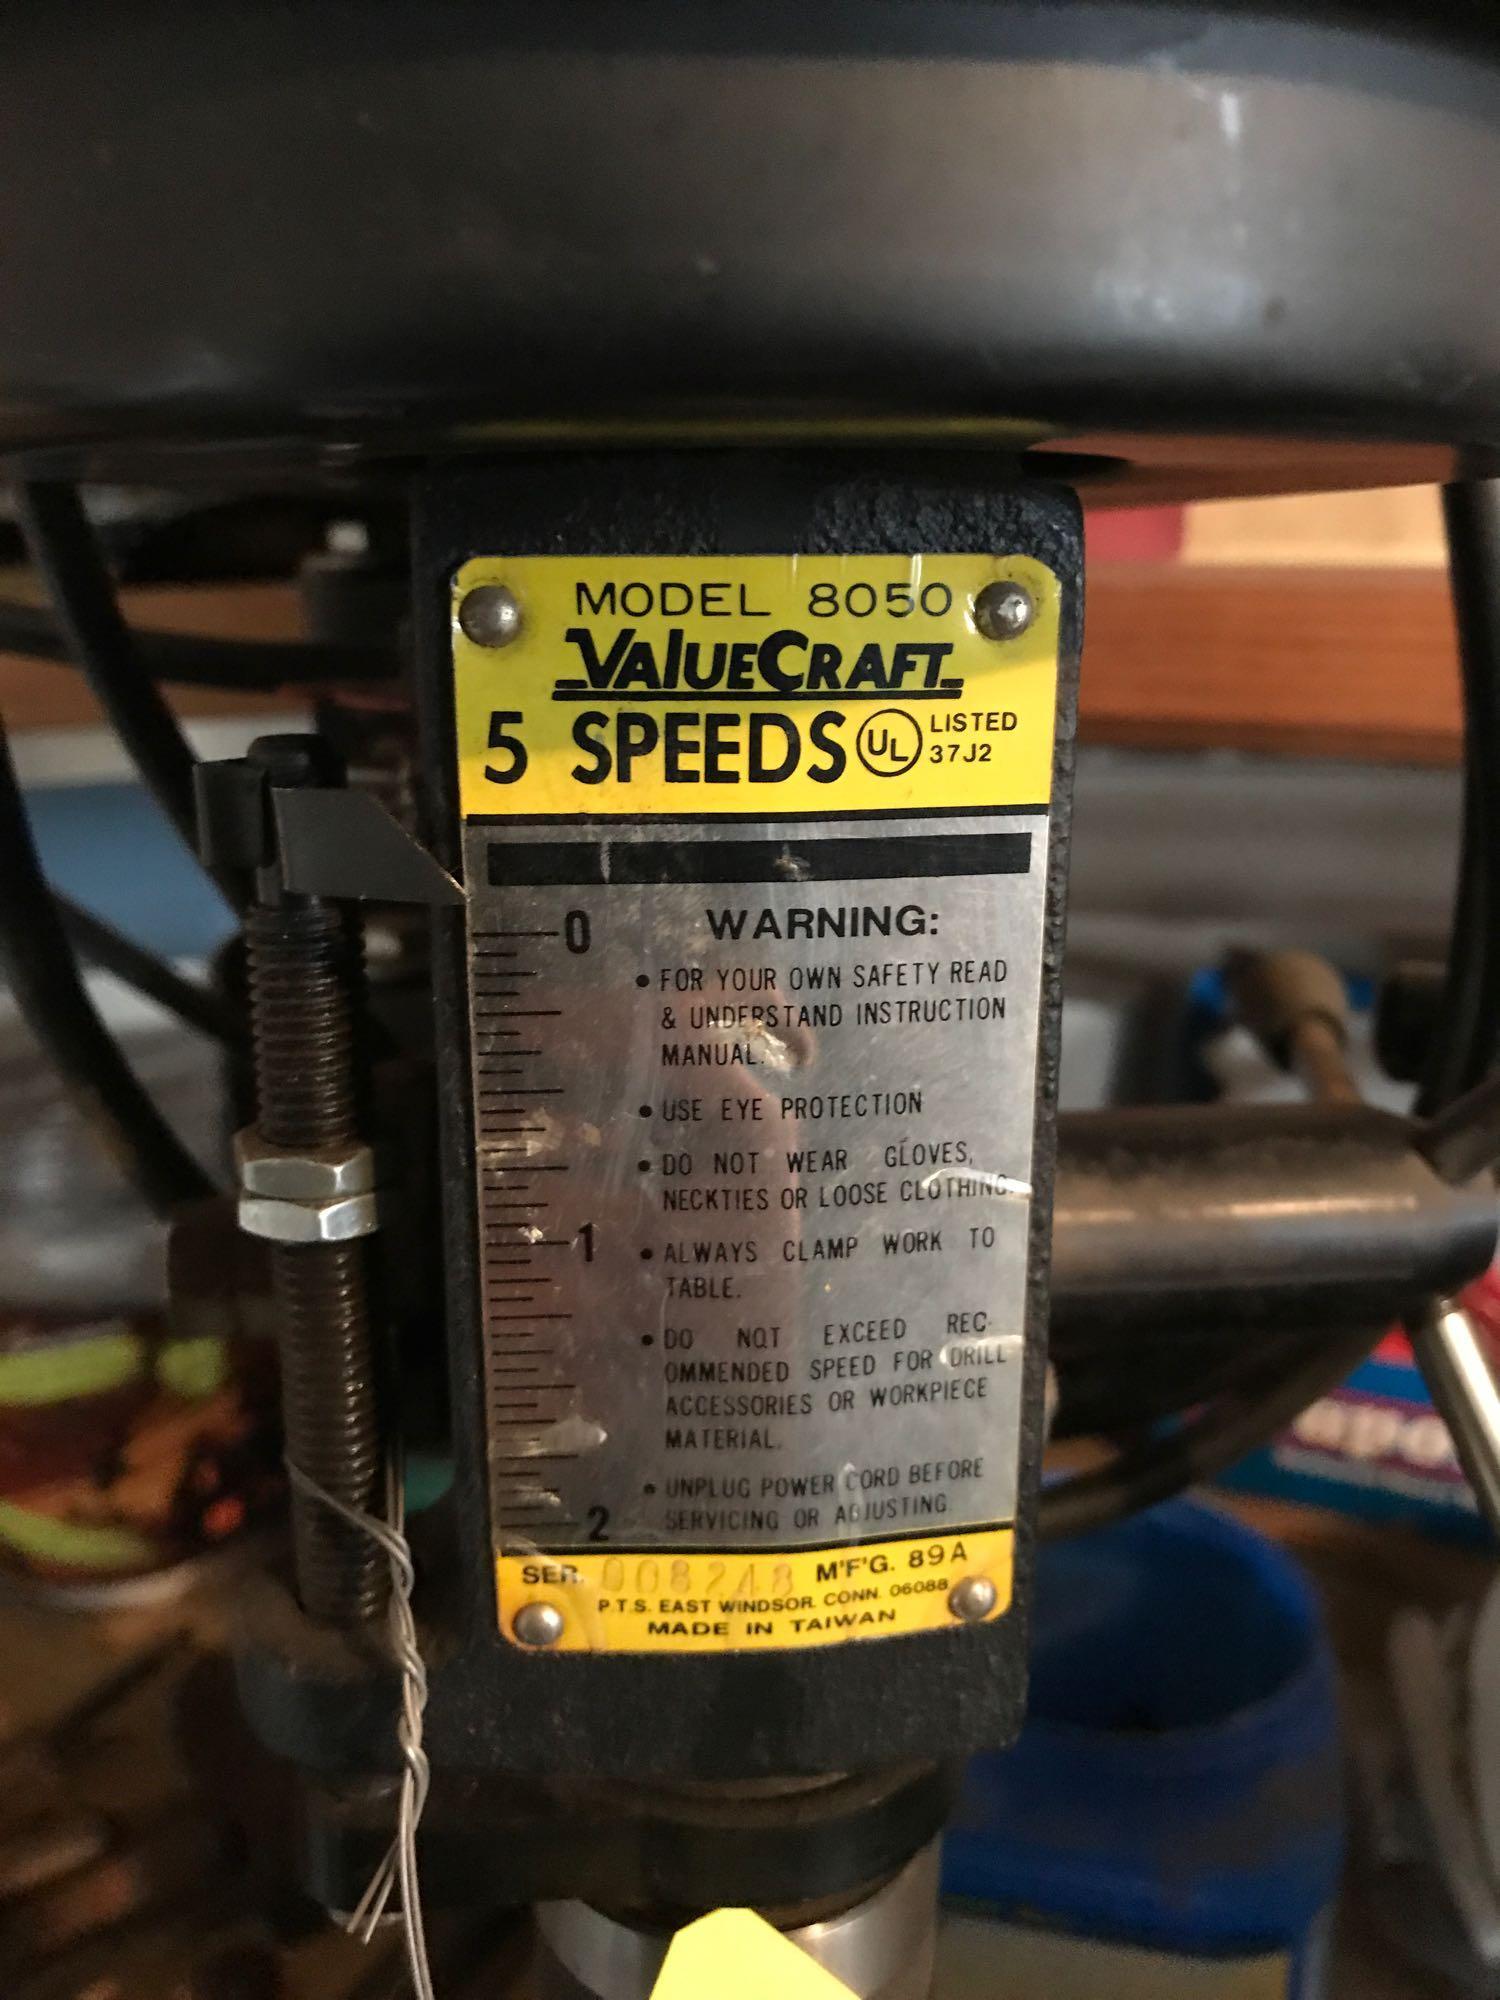 MODEL 8050
VALUECRAFT
5 SPEEDS UL LISTED
37J2
0
WARNING:
• FOR YOUR OWN SAFETY READ
& UNDERSTAND INSTRUCTION
MANUAL.
• USE EYE PROTECTION
• DO NOT WEAR GLOVES,
NECKTIES OR LOOSE CLOTHING.
1
• ALWAYS CLAMP WORK TO
TABLE.
• DO NOT EXCEED REC-
OMMENDED SPEED FOR DRILL
ACCESSORIES OR WORKPIECE
MATERIAL.
• UNPLUG POWER CORD BEFORE
SERVICING OR ADJUSTING
2
SER. 008248 M'F'G. 89A
P.T.S. EAST WINDSOR. CONN. 06088
MADE IN TAIWAN